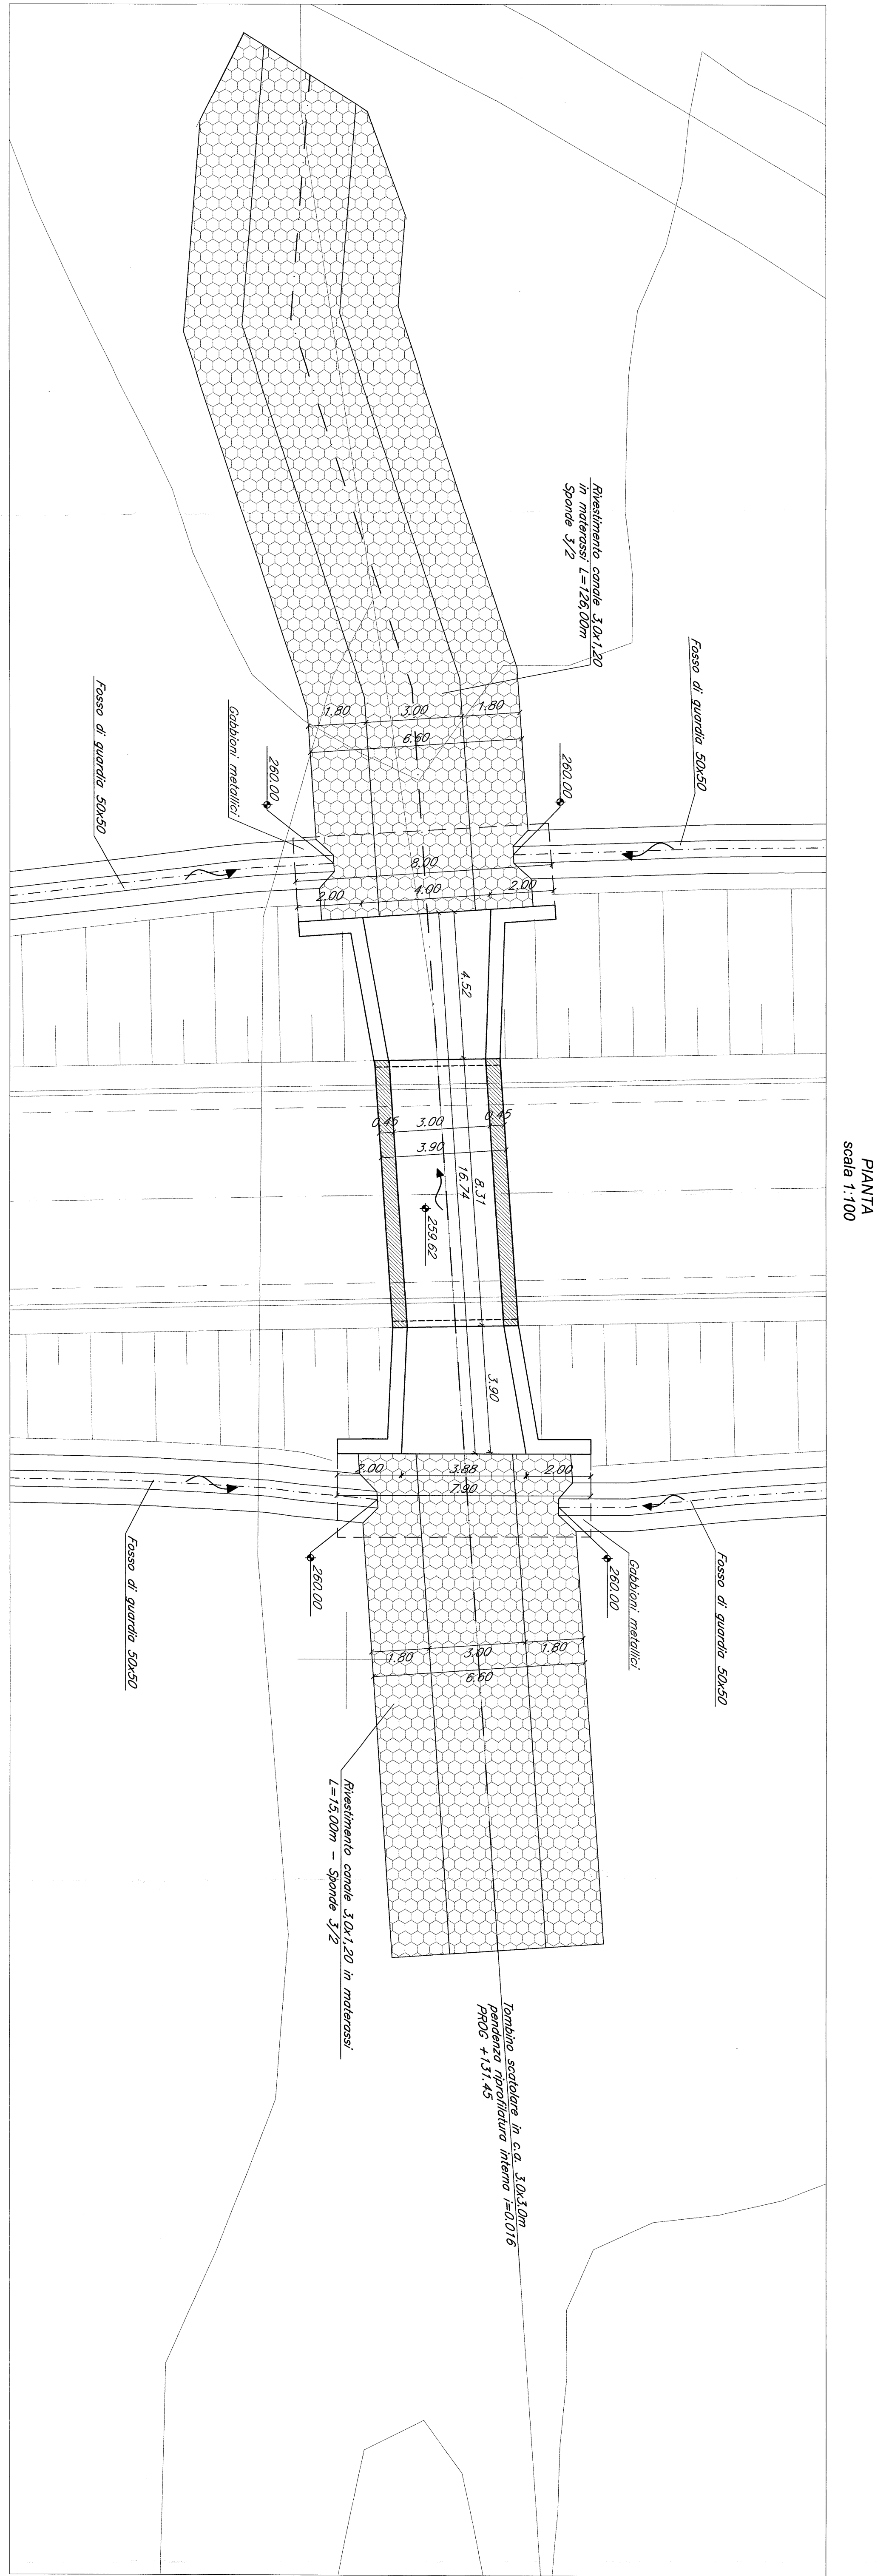 PIANTA
scala 1:100
Rivestimento canale 3,0x1,20
in materassi L=126,00m
Sponde 3/2
Fosso di guardia 50x50
Fosso di guardia 50x50
Gabbioni metallici
260.00
260.00
1.80
3.00
1.80
6.60
8.00
2.00
4.00
2.00
4.52
0.45
3.00
0.45
3.90
8.31
16.74
259.62
3.90
2.00
3.88
2.00
7.90
260.00
260.00
Gabbioni metallici
Fosso di guardia 50x50
Fosso di guardia 50x50
1.80
3.00
1.80
6.60
Rivestimento canale 3,0x1,20 in materassi
L=15,00m - Sponde 3/2
Tombino scatolare in c.a. 3.0x3.0m
pendenza riprofilatura interna i=0.016
PROG +131.45